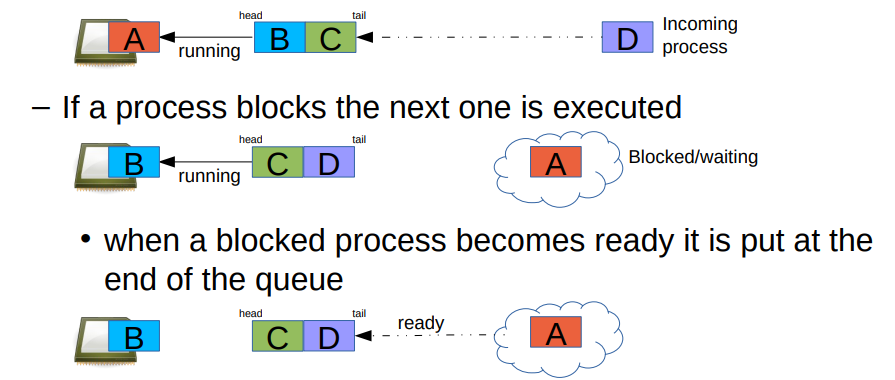 head tail
A running B C D Incoming
process
– If a process blocks the next one is executed
head tail
B running C D A Blocked/waiting
• when a blocked process becomes ready it is put at the
end of the queue
head tail
B C D ready A